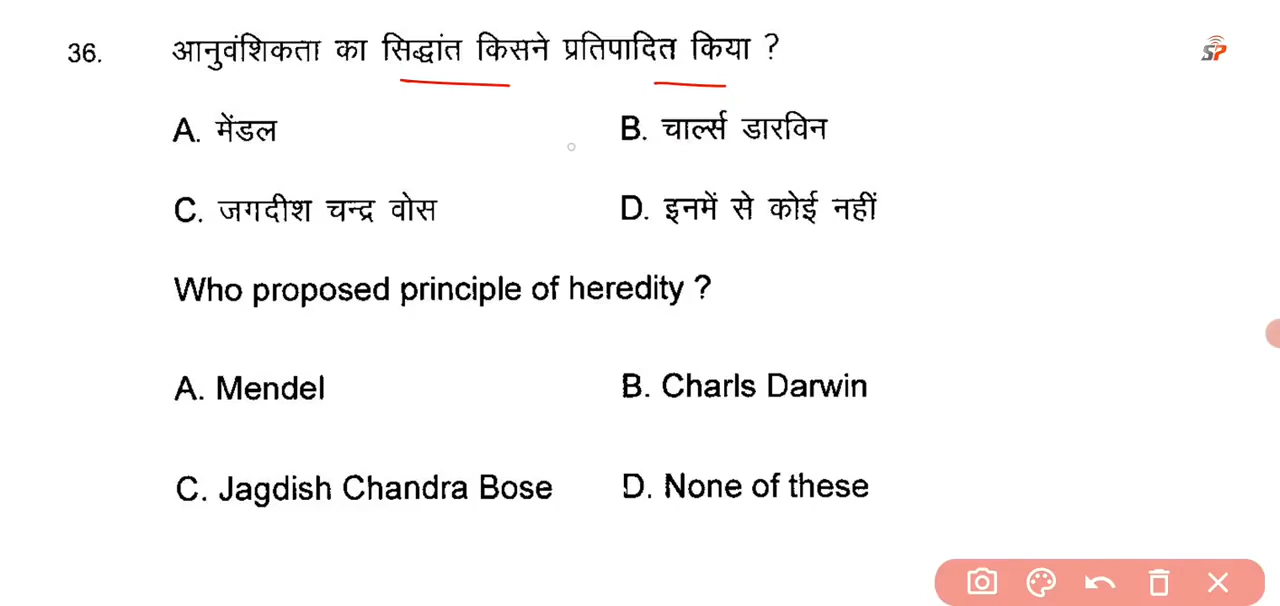 36. आनुवंशिकता का सिद्धांत किसने प्रतिपादित किया ?
SP
A. मेंडल B. चार्ल्स डारविन
C. जगदीश चन्द्र वोस D. इनमें से कोई नहीं
Who proposed principle of heredity ?
A. Mendel B. Charls Darwin
C. Jagdish Chandra Bose D. None of these